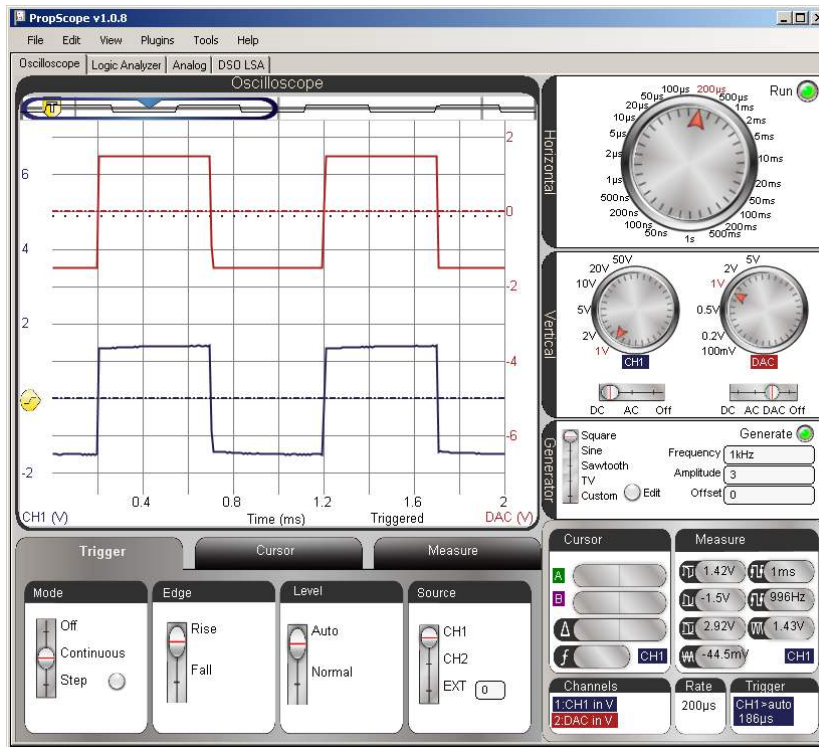 PropScope v1.0.8
File Edit View Plugins Tools Help
Oscilloscope Logic Analyzer Analog DSO LSA
Oscilloscope
6
4
2
-2
2
0
-2
-4
-6
0.4 0.8 1.2 1.6 2
CH1 (V) Time (ms) Triggered DAC (V)
Horizontal
Run
50ns
100ns
200ns
500ns
1µs
2µs
5µs
10µs
20µs
50µs
100µs
200µs
500µs
1ms
2ms
5ms
10ms
20ms
50ms
100ms
200ms
500ms
1s
Vertical
50V
20V
10V
5V
2V
1V
CH1
DC AC Off
5V
2V
1V
0.5V
0.2V
100mV
DAC
DC AC DAC Off
Generator
Square
Sine
Sawtooth
TV
Custom Edit
Generate
Frequency 1kHz
Amplitude 3
Offset 0
Trigger Cursor Measure
Mode
Off
Continuous
Step
Edge
Rise
Fall
Level
Auto
Normal
Source
CH1
CH2
EXT 0
Cursor
A
B
Δ
f CH1
Measure
1.42V 1ms
-1.5V 996Hz
2.92V 1.43V
-44.5mV CH1
Channels
1:CH1 in V
2:DAC in V
Rate
200µs
Trigger
CH1>auto
186µs